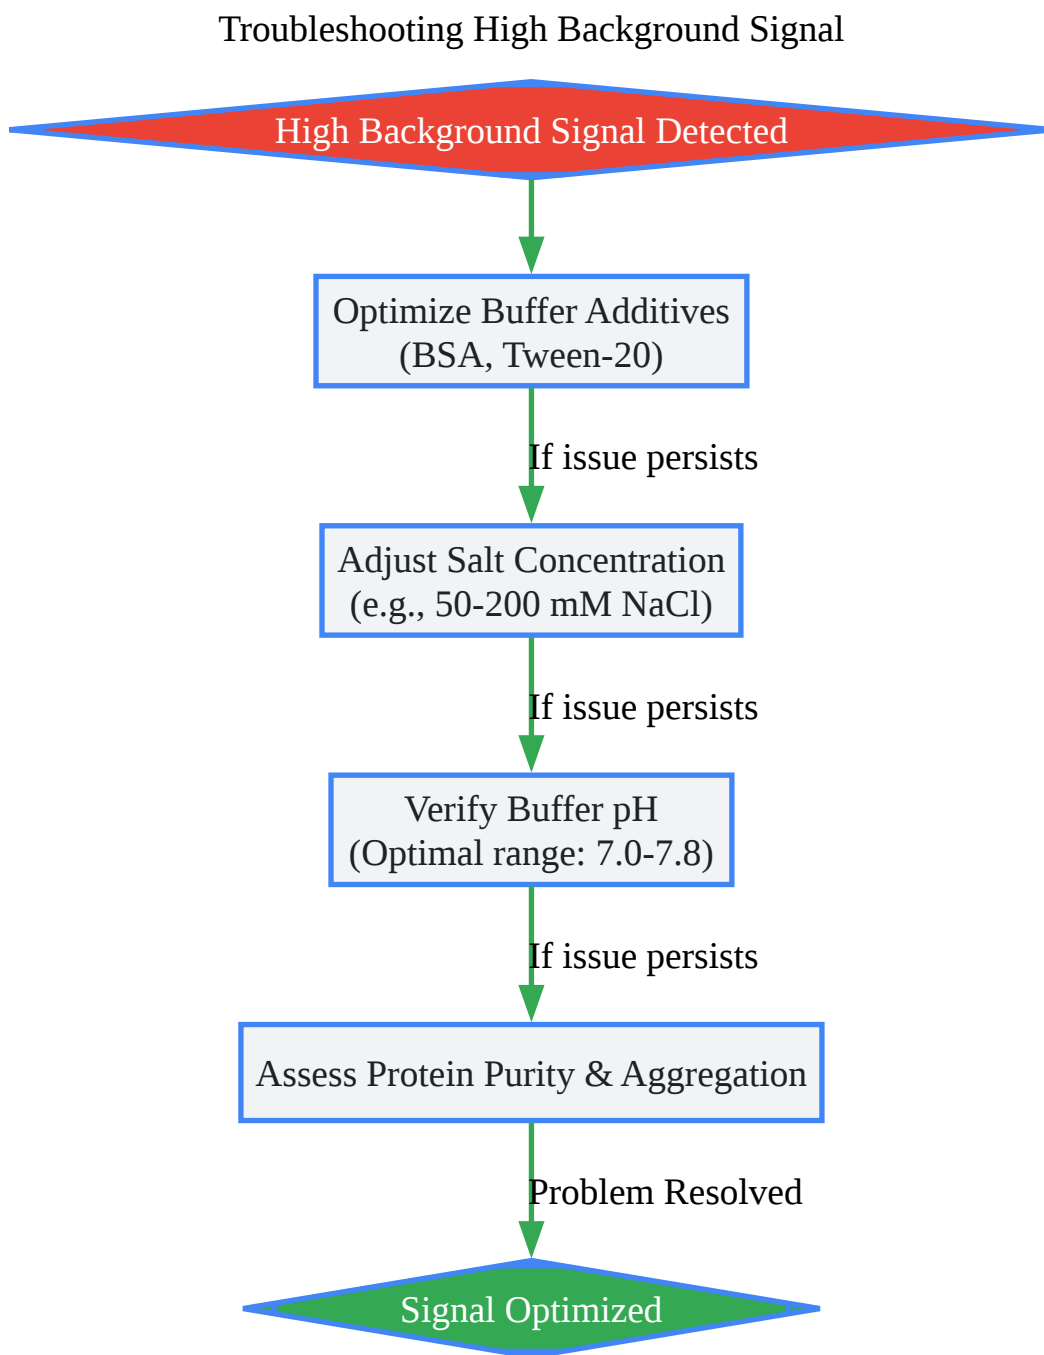 Troubleshooting High Background Signal
High Background Signal Detected
Optimize Buffer Additives
(BSA, Tween-20)
If issue persists
Adjust Salt Concentration
(e.g., 50-200 mM NaCl)
If issue persists
Verify Buffer pH
(Optimal range: 7.0-7.8)
If issue persists
Assess Protein Purity & Aggregation
Problem Resolved
Signal Optimized